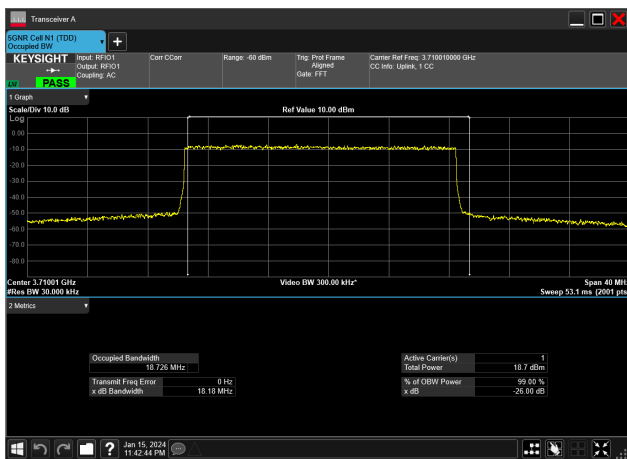 Transceiver A
5GNR Cell N1 (TDD)
Occupied BW
KEYSIGHT
LXI
PASS
Input: RFIO1
Output: RFIO1
Coupling: AC
Corr CCorr
Range: -60 dBm
Trig: Prot Frame
Aligned
Gate: FFT
Carrier Ref Freq: 3.710010000 GHz
CC Info: Uplink, 1 CC
1 Graph
Scale/Div 10.0 dB
Ref Value 10.00 dBm
Log
0.00
-10.0
-20.0
-30.0
-40.0
-50.0
-60.0
-70.0
-80.0
Center 3.71001 GHz
#Res BW 30.000 kHz
Video BW 300.00 kHz*
Span 40 MHz
Sweep 53.1 ms (2001 pts
2 Metrics
Occupied Bandwidth
18.726 MHz
Transmit Freq Error 0 Hz
x dB Bandwidth 18.18 MHz
Active Carrier(s) 1
Total Power 18.7 dBm
% of OBW Power 99.00 %
x dB -26.00 dB
?
Jan 15, 2024
11:42:44 PM